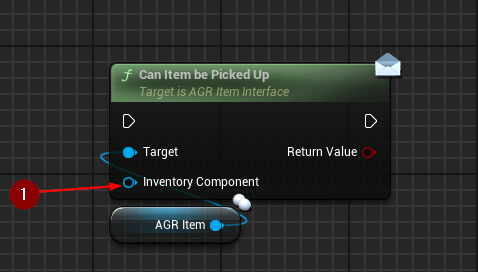 f Can Item be Picked Up
Target is AGR Item Interface
Target
Return Value
1
Inventory Component
AGR Item